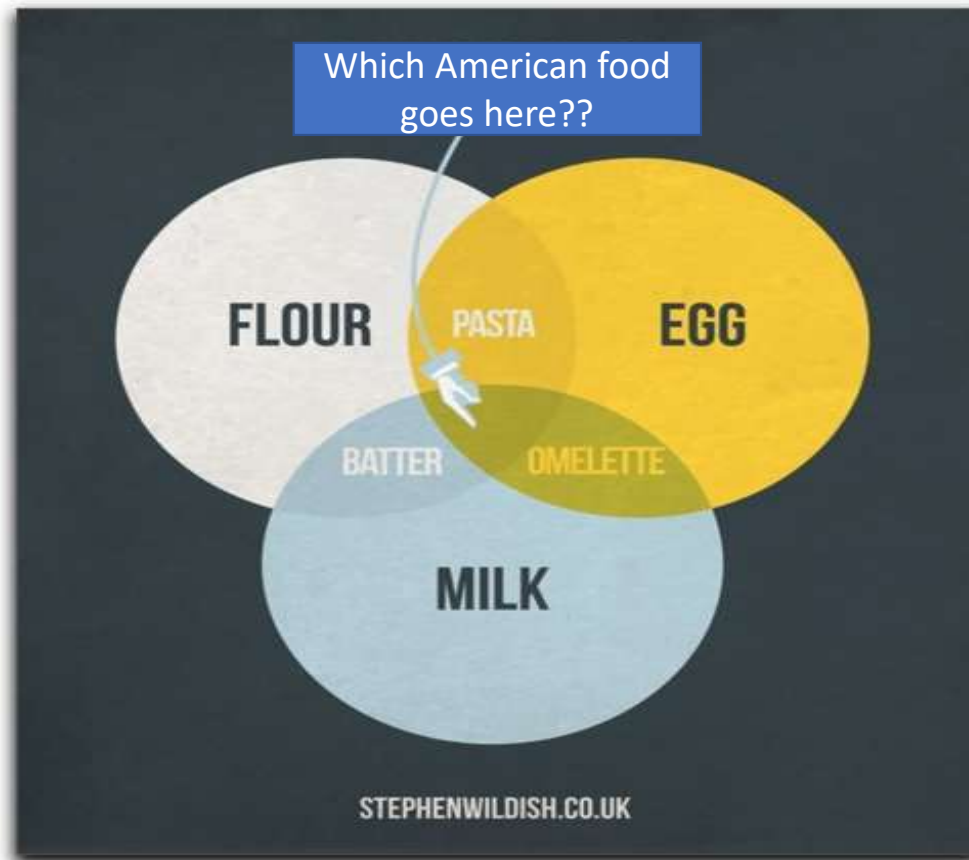 Which American food
goes here??
FLOUR
PASTA
EGG
BATTER
OMELETTE
MILK
STEPHENWILDISH.CO.UK